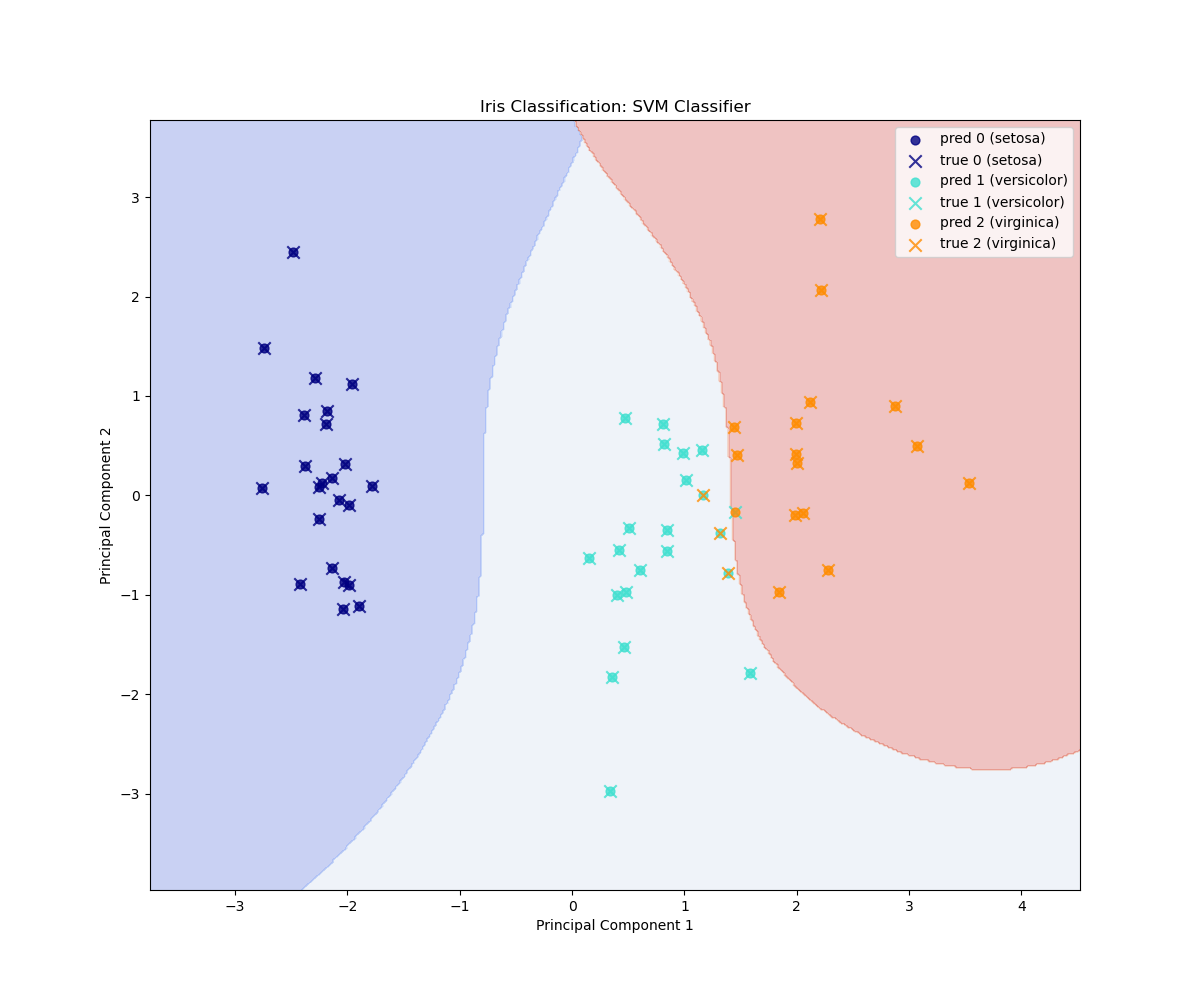 Iris Classification: SVM Classifier
pred 0 (setosa)
true 0 (setosa)
pred 1 (versicolor)
true 1 (versicolor)
pred 2 (virginica)
true 2 (virginica)
3
2
1
0
−1
−2
−3
Principal Component 2
−3
−2
−1
0
1
2
3
4
Principal Component 1